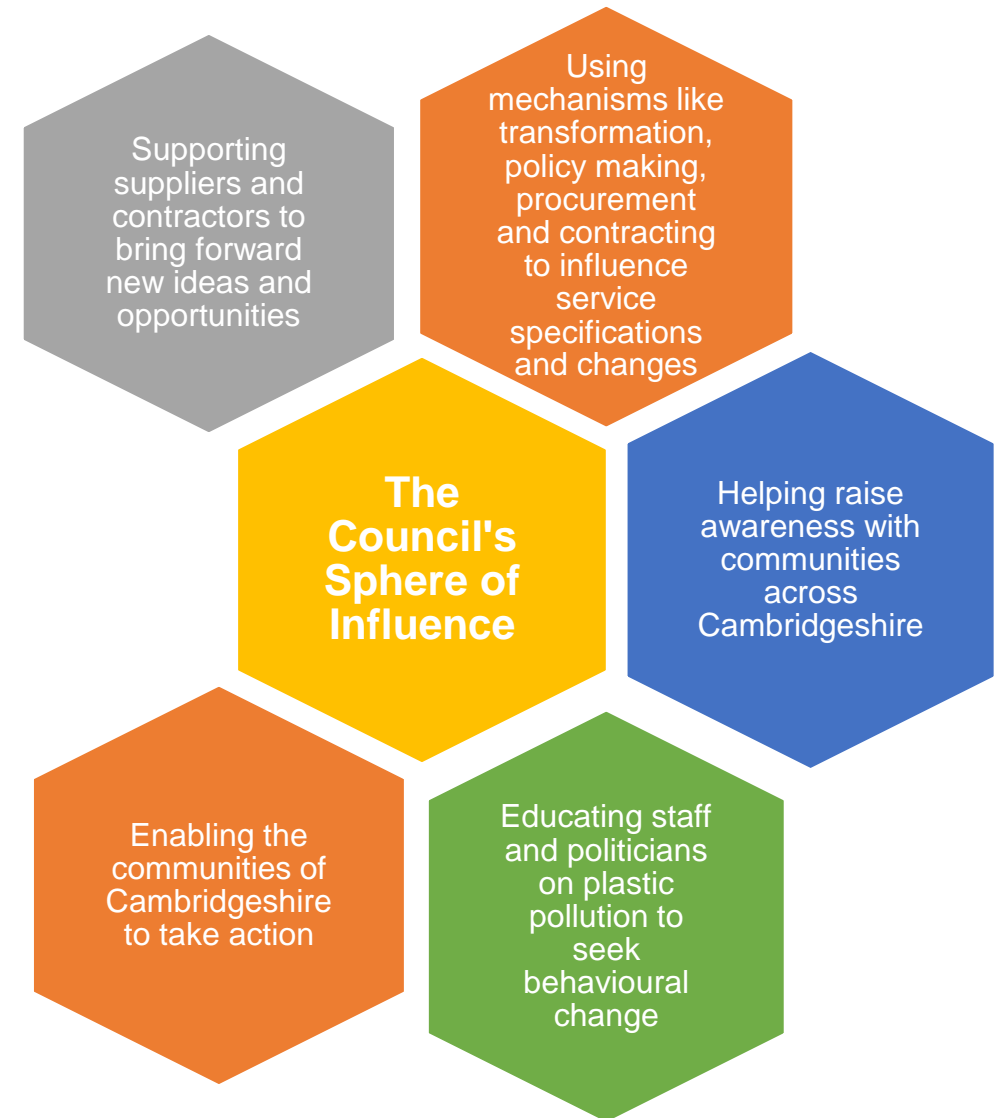 Supporting
suppliers and
contractors to
bring forward
new ideas and
opportunities
Using
mechanisms like
transformation,
policy making,
procurement
and contracting
to influence
service
specifications
and changes
The
Council's
Sphere of
Influence
Helping raise
awareness with
communities
across
Cambridgeshire
Enabling the
communities of
Cambridgeshire
to take action
Educating staff
and politicians
on plastic
pollution to
seek
behavioural
change